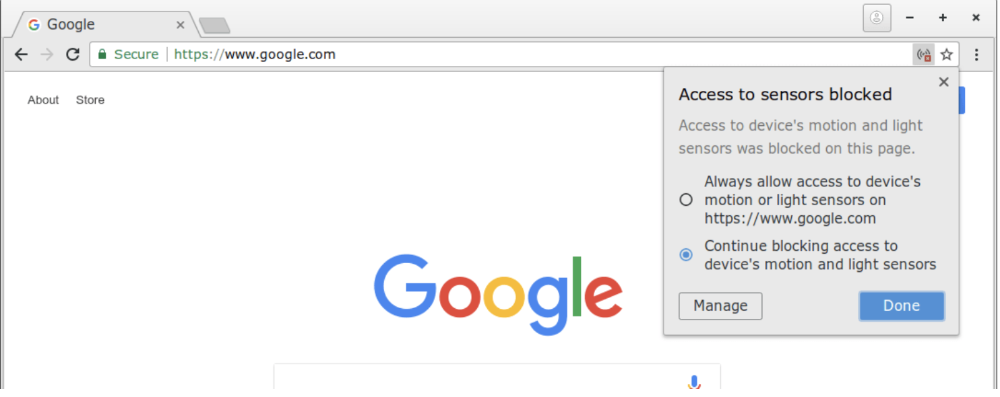 Google
Secure https://www.google.com
About Store
Access to sensors blocked
Access to device's motion and light
sensors was blocked on this page.
Always allow access to device's
motion or light sensors on
https://www.google.com
Continue blocking access to
device's motion and light sensors
Manage Done
Google